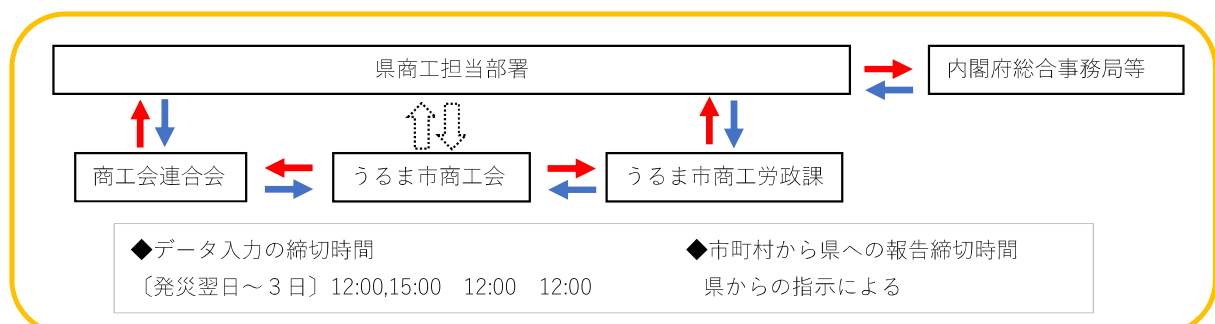 県商工担当部署
内閣府総合事務局等
商工会連合会
うるま市商工会
うるま市商工労政課
◆データ入力の締切時間
〔発災翌日～３日〕12:00,15:00　12:00　12:00
◆市町村から県への報告締切時間
県からの指示による